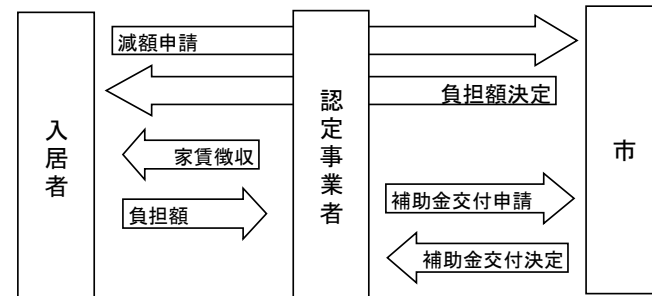 減額申請
負担額決定
入居者
認定事業者
市
家賃徴収
負担額
補助金交付申請
補助金交付決定